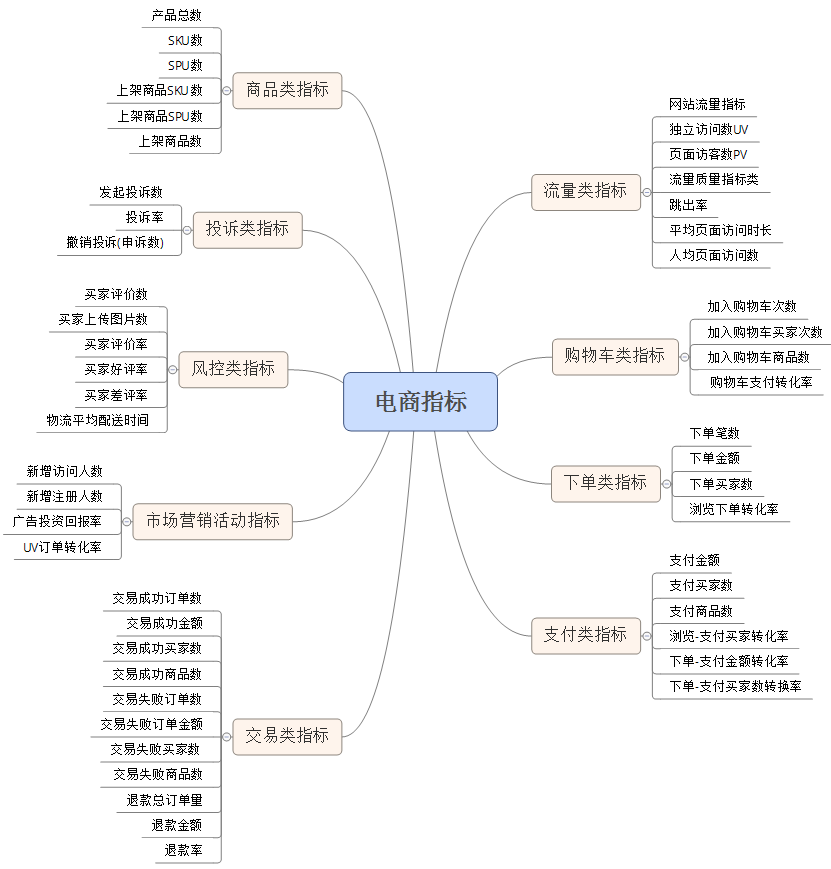 电商指标
流量类指标
网站流量指标
独立访问数UV
页面访客数PV
流量质量指标类
跳出率
平均页面访问时长
人均页面访问数
购物车类指标
加入购物车次数
加入购物车买家次数
加入购物车商品数
购物车支付转化率
下单类指标
下单笔数
下单金额
下单买家数
浏览下单转化率
支付类指标
支付金额
支付买家数
支付商品数
浏览-支付买家转化率
下单-支付金额转化率
下单-支付买家数转换率
商品类指标
产品总数
SKU数
SPU数
上架商品SKU数
上架商品SPU数
上架商品数
投诉类指标
发起投诉数
投诉率
撤销投诉(申诉数)
风控类指标
买家评价数
买家上传图片数
买家评价率
买家好评率
买家差评率
物流平均配送时间
市场营销活动指标
新增访问人数
新增注册人数
广告投资回报率
UV订单转化率
交易类指标
交易成功订单数
交易成功金额
交易成功买家数
交易成功商品数
交易失败订单数
交易失败订单金额
交易失败买家数
交易失败商品数
退款总订单量
退款金额
退款率